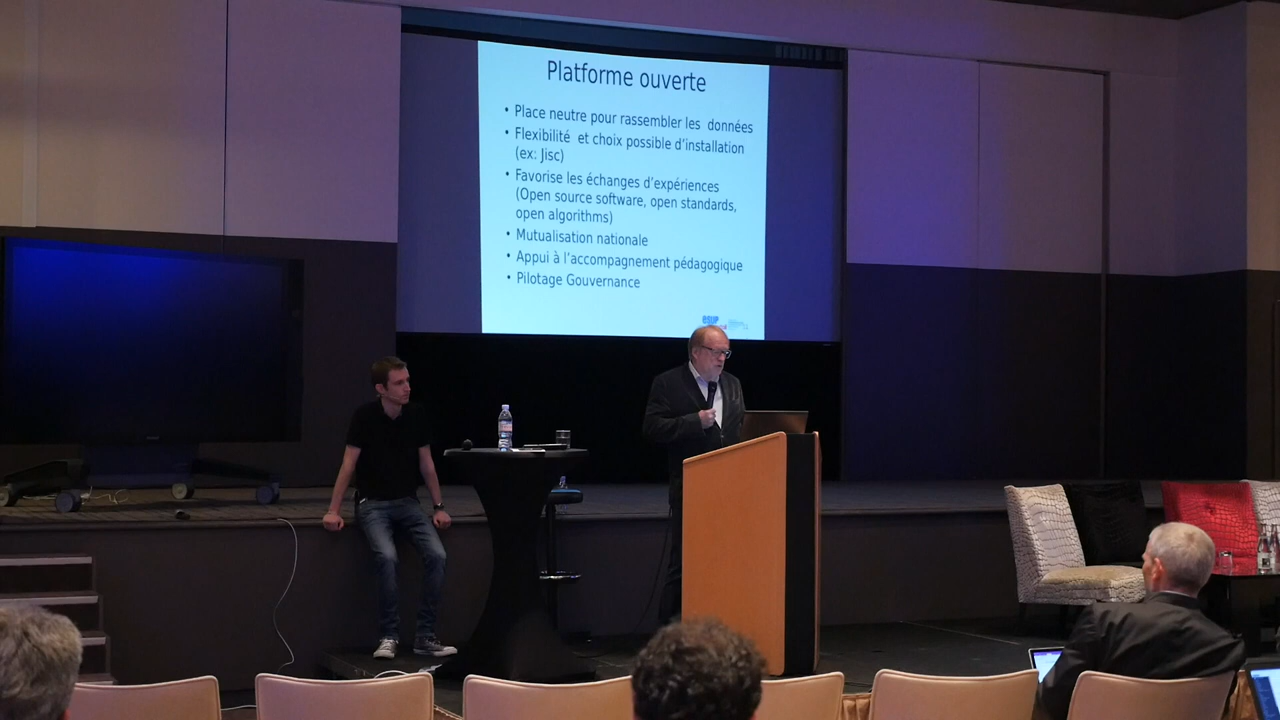 Platforme ouverte
• Place neutre pour rassembler les données
• Flexibilité et choix possible d'installation
(ex: Jisc)
• Favorise les échanges d'expériences
(Open source software, open standards,
open algorithms)
• Mutualisation nationale
• Appui à l'accompagnement pédagogique
• Pilotage Gouvernance
esup